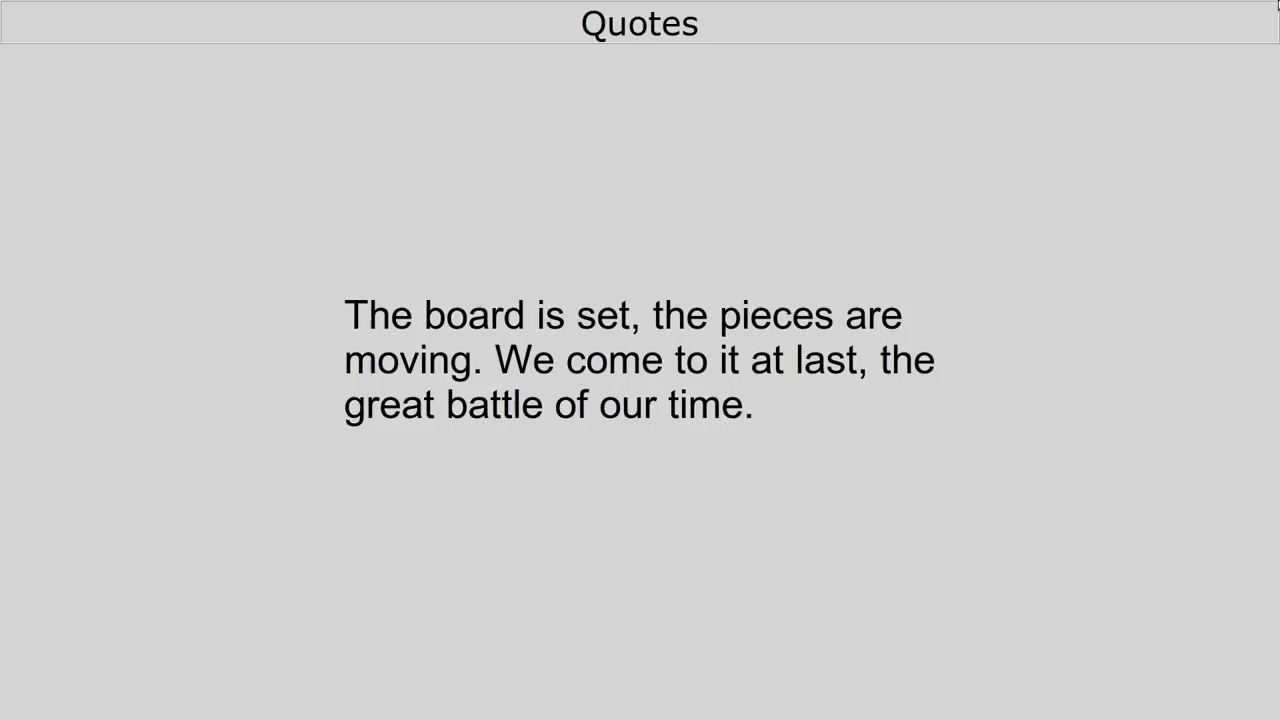 Quotes
The board is set, the pieces are
moving. We come to it at last, the
great battle of our time.